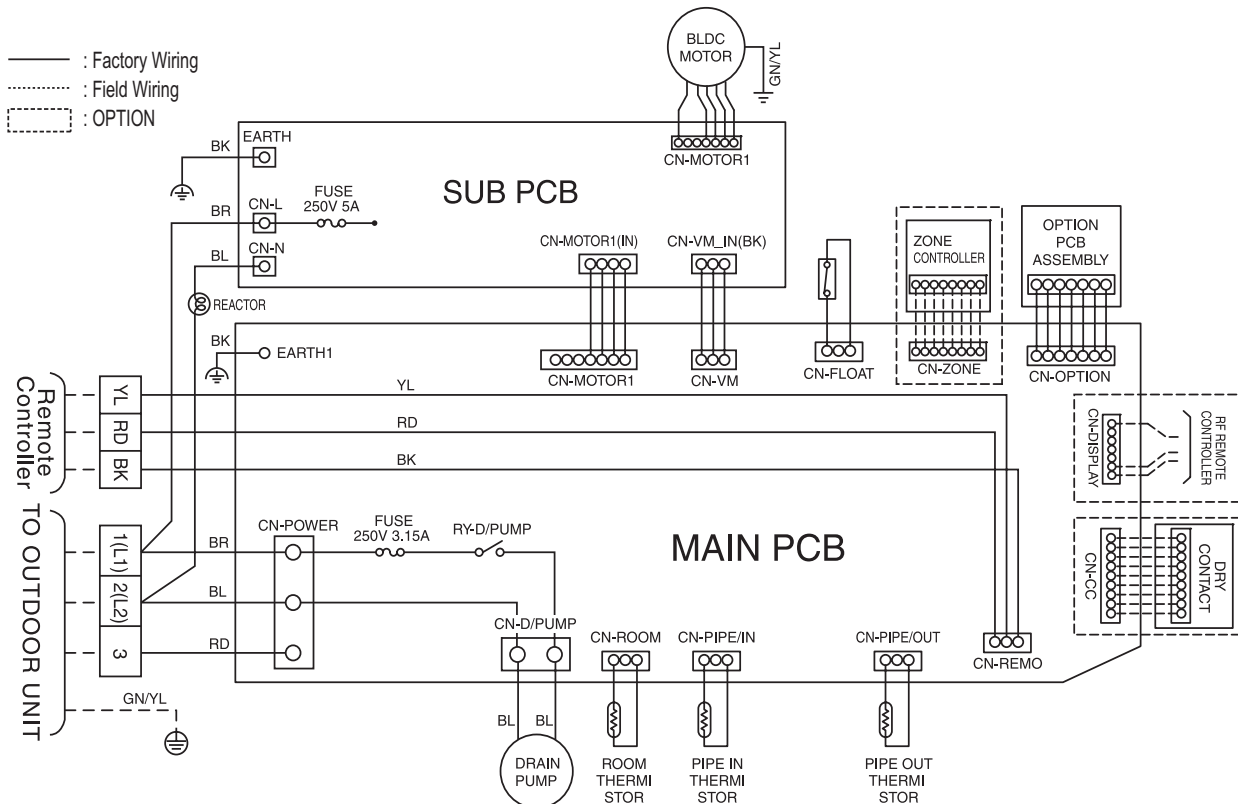 : Factory Wiring
: Field Wiring
: OPTION
BLDC
MOTOR
GN/YL
CN-MOTOR1
SUB PCB
EARTH
BK
FUSE
250V 5A
CN-L
BR
CN-N
BL
REACTOR
CN-MOTOR1(IN)
CN-VM_IN(BK)
ZONE
CONTROLLER
OPTION
PCB
ASSEMBLY
BK
EARTH1
CN-MOTOR1
CN-VM
CN-FLOAT
CN-ZONE
CN-OPTION
Remote
Controller
YL
RD
BK
YL
RD
BK
CN-DISPLAY
RF REMOTE
CONTROLLER
TO OUTDOOR UNIT
1(L1)
2(L2)
3
BR
BL
RD
GN/YL
CN-POWER
FUSE
250V 3.15A
RY-D/PUMP
MAIN PCB
CN-CC
DRY
CONTACT
CN-D/PUMP
CN-ROOM
CN-PIPE/IN
CN-PIPE/OUT
CN-REMO
BL
BL
DRAIN
PUMP
ROOM
THERMI
STOR
PIPE IN
THERMI
STOR
PIPE OUT
THERMI
STOR